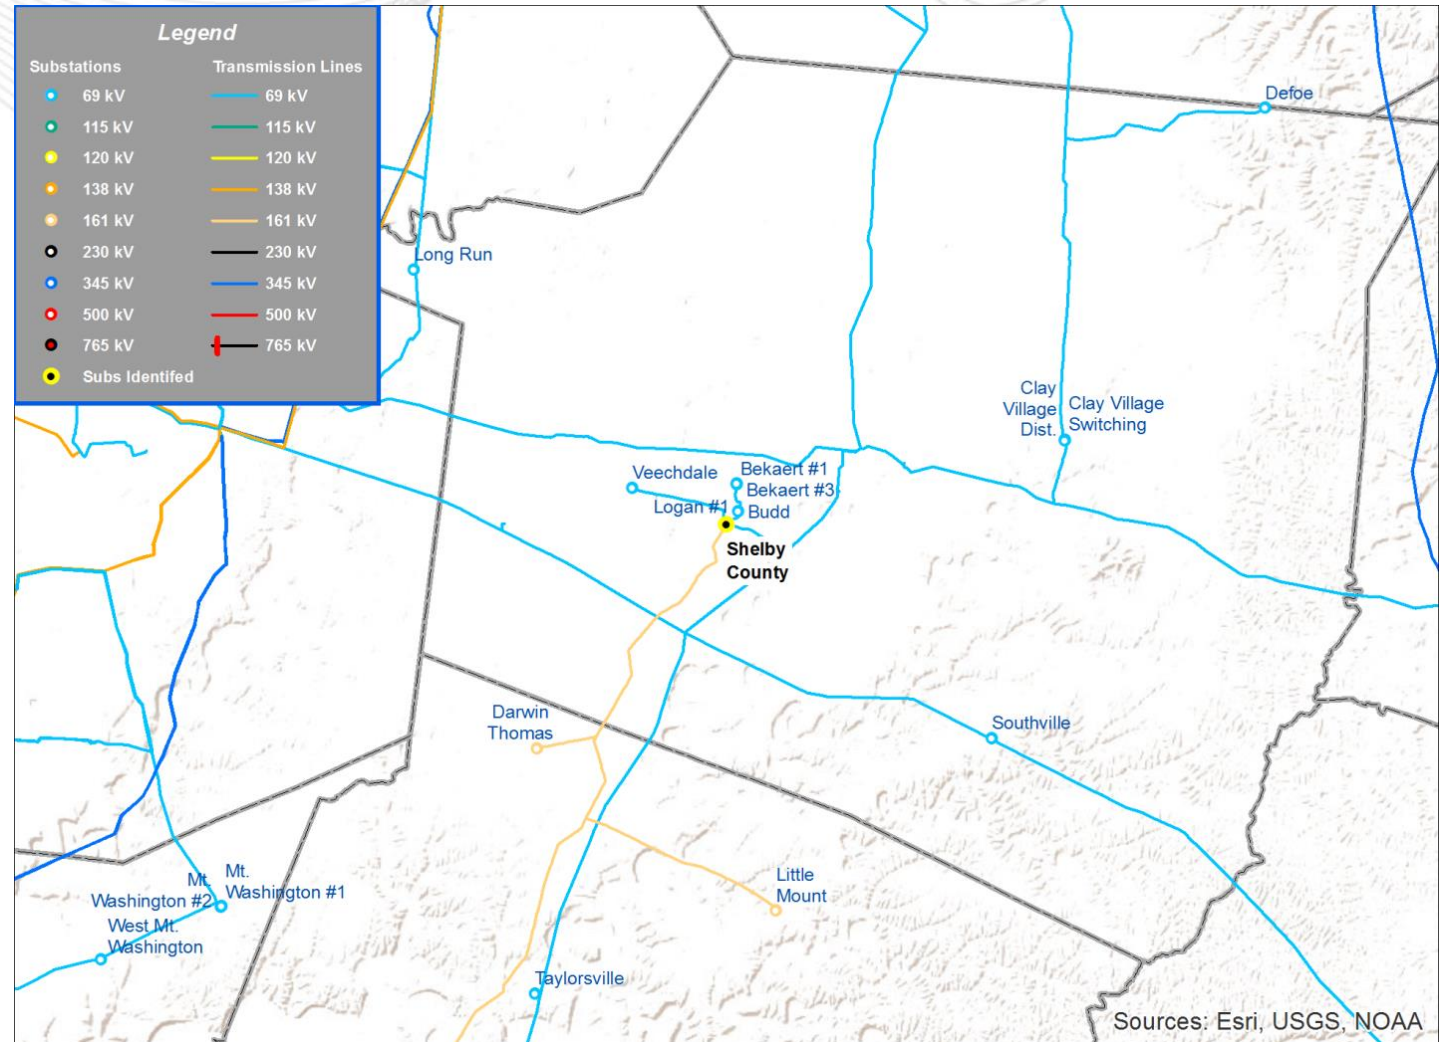 Legend
Substations
Transmission Lines
69 kV
69 kV
115 kV
115 kV
120 kV
120 kV
138 kV
138 kV
161 kV
161 kV
230 kV
230 kV
345 kV
345 kV
500 kV
500 kV
765 kV
765 kV
Subs Identifed
Defoe
Long Run
Clay
Village
Dist.
Clay Village
Switching
Veechdale
Bekaert #1
Bekaert #3
Logan #1
Budd
Shelby
County
Darwin
Thomas
Southville
Little
Mount
Mt.
Washington #2
Mt.
Washington #1
West Mt.
Washington
Taylorsville
Sources: Esri, USGS, NOAA